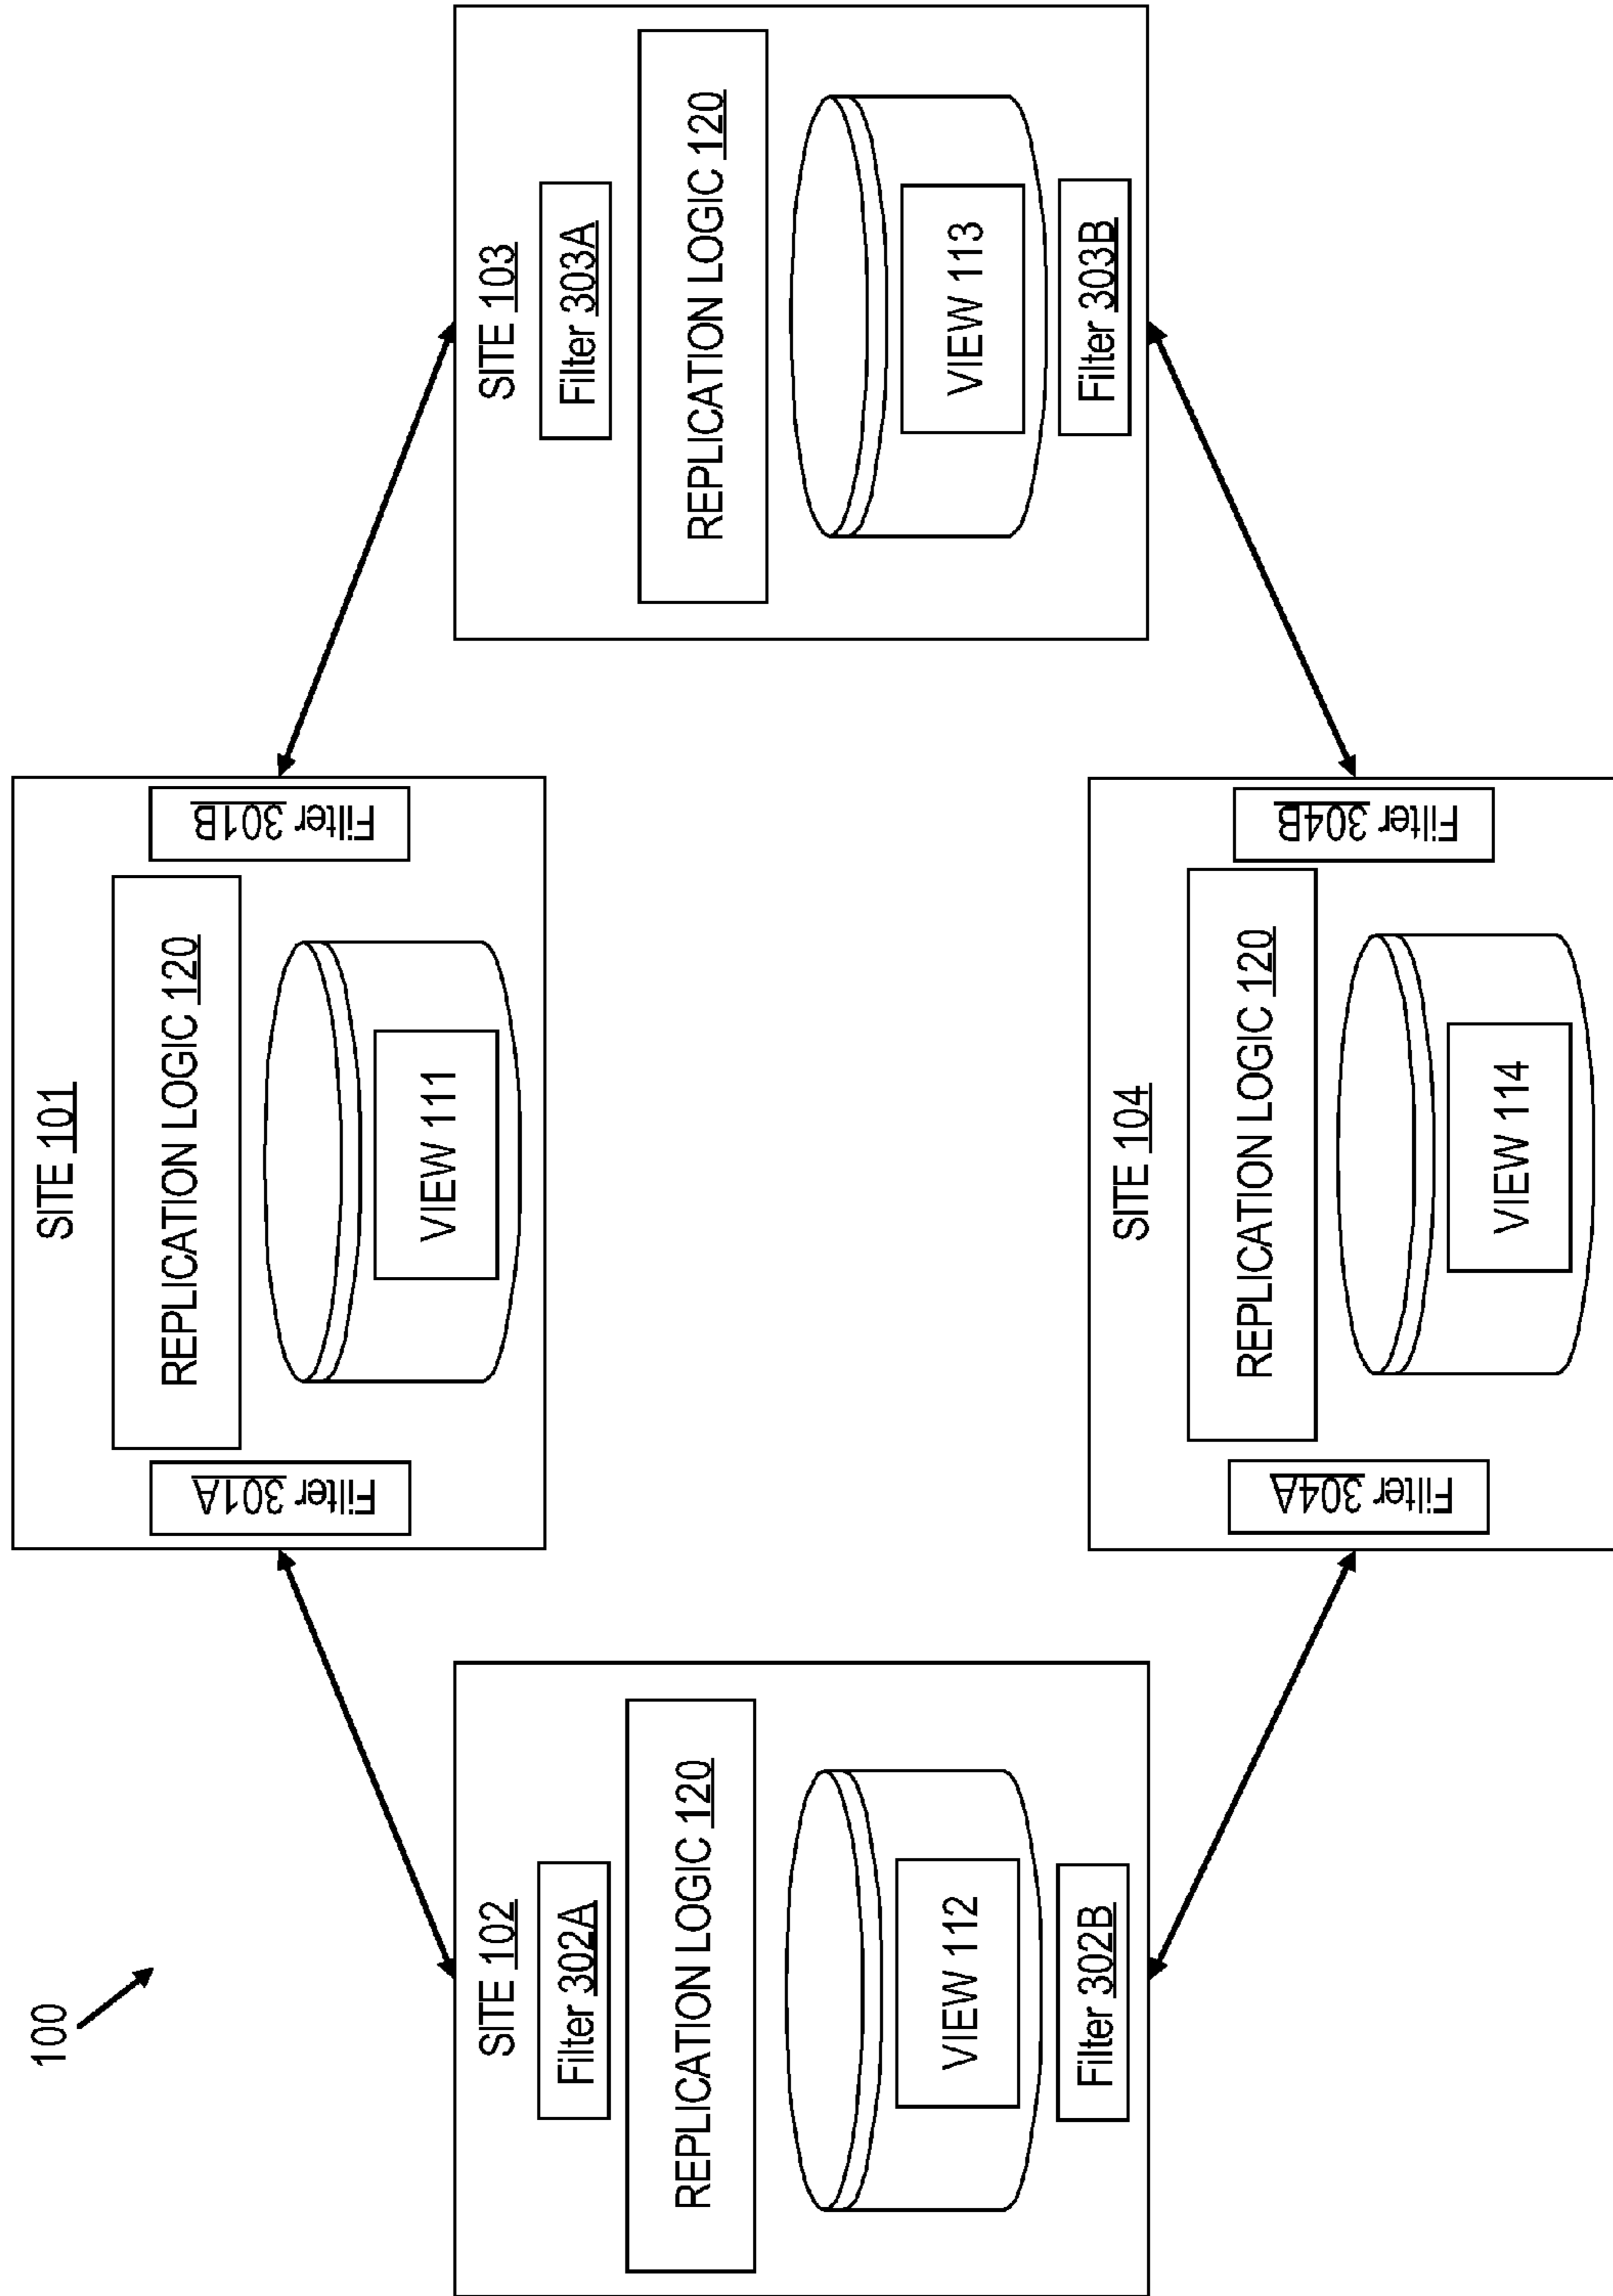 100
SITE 101
Filter 301A
REPLICATION LOGIC 120
Filter 301B
VIEW 111
SITE 102
Filter 302A
REPLICATION LOGIC 120
VIEW 112
Filter 302B
SITE 103
Filter 303A
REPLICATION LOGIC 120
VIEW 113
Filter 303B
SITE 104
Filter 304A
REPLICATION LOGIC 120
Filter 304B
VIEW 114